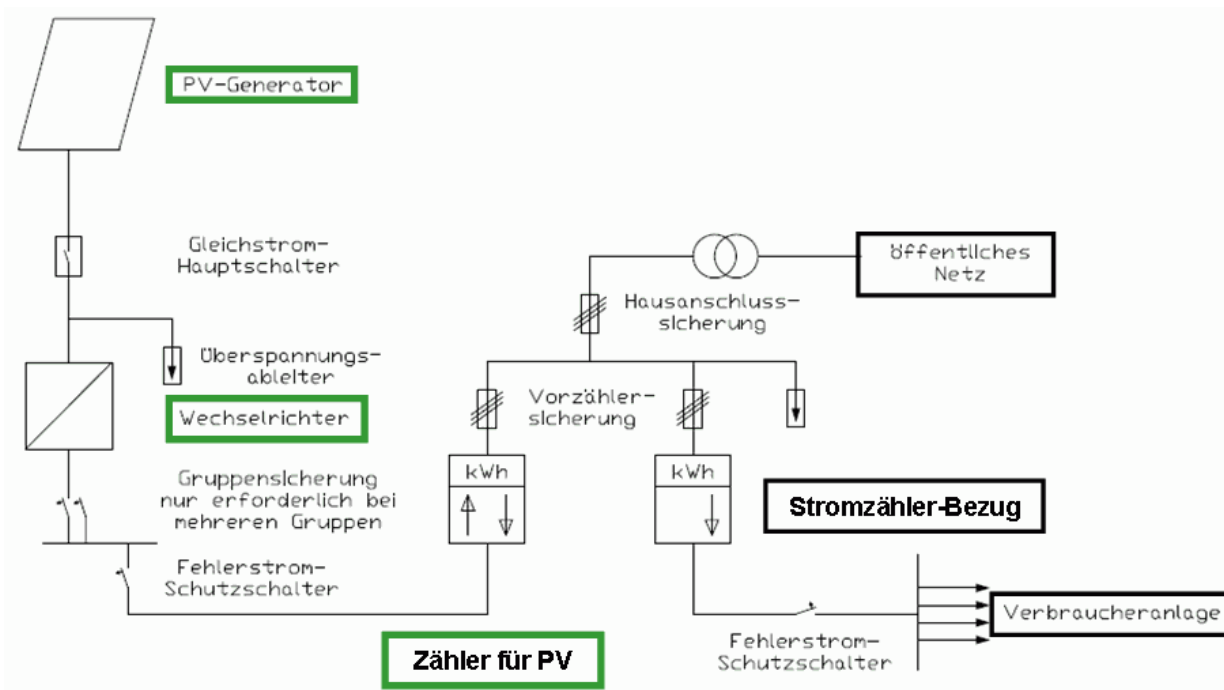 PV-Generator
Gleichstrom-
Hauptschalter
öffentliches
Netz
Hausanschluss-
sicherung
Überspannungs-
ableiter
Wechselrichter
Vorzähler-
sicherung
kWh
kWh
Gruppensicherung
nur erforderlich bei
mehreren Gruppen
Stromzähler-Bezug
Fehlerstrom-
Schutzschalter
Verbraucheranlage
Zähler für PV
Fehlerstrom-
Schutzschalter